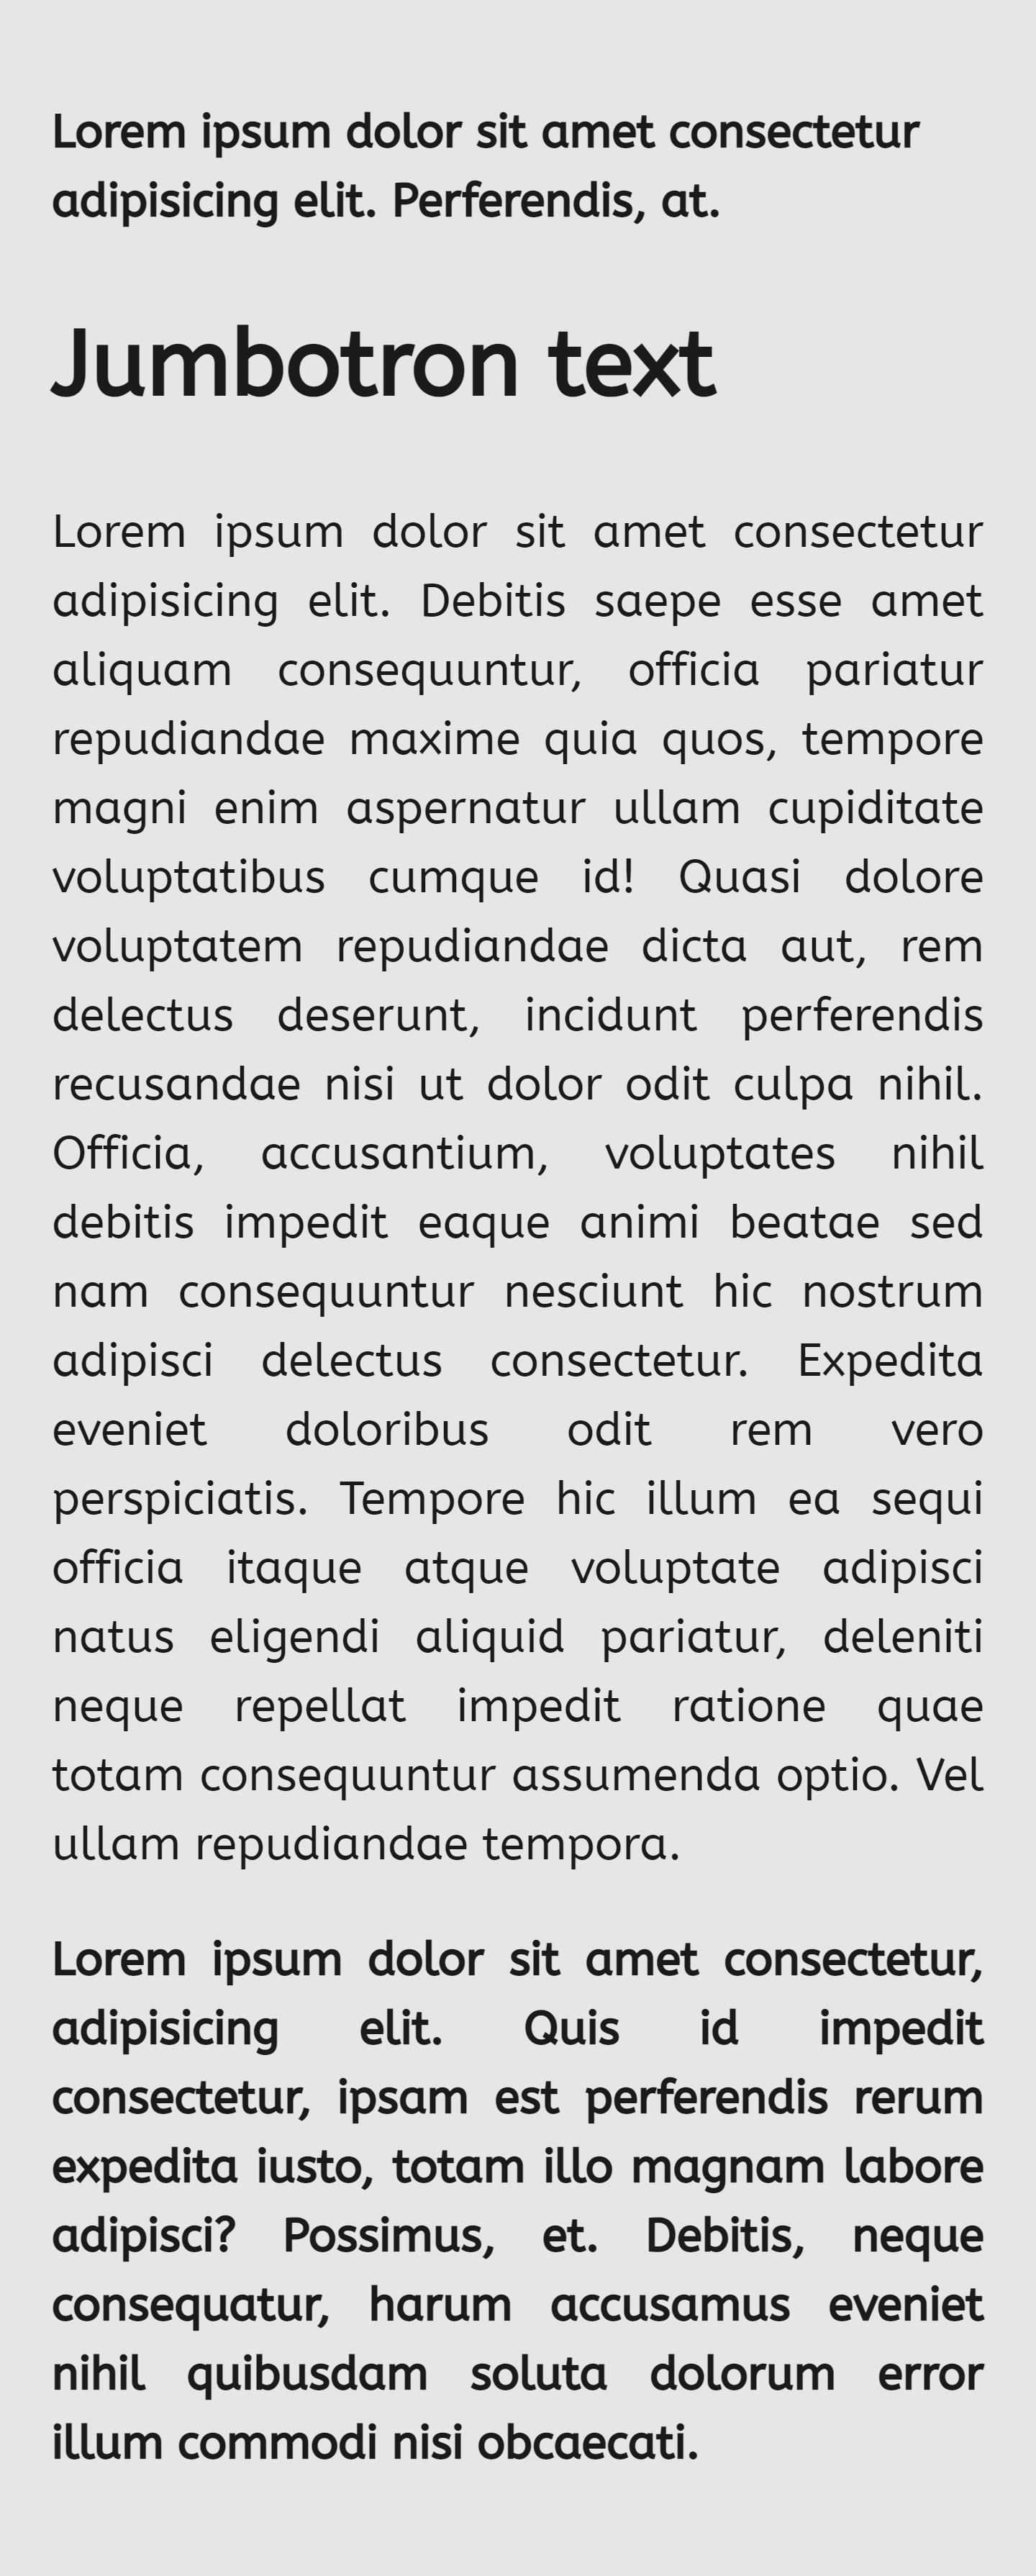 Lorem ipsum dolor sit amet consectetur
adipisicing elit. Perferendis, at.
Jumbotron text
Lorem ipsum dolor sit amet consectetur
adipisicing elit. Debitis saepe esse amet
aliquam consequuntur, officia pariatur
repudiandae maxime quia quos, tempore
magni enim aspernatur ullam cupiditate
voluptatibus cumque id! Quasi dolore
voluptatem repudiandae dicta aut, rem
delectus deserunt, incidunt perferendis
recusandae nisi ut dolor odit culpa nihil.
Officia, accusantium, voluptates nihil
debitis impedit eaque animi beatae sed
nam consequuntur nesciunt hic nostrum
adipisci delectus consectetur. Expedita
eveniet doloribus odit rem vero
perspiciatis. Tempore hic illum ea sequi
officia itaque atque voluptate adipisci
natus eligendi aliquid pariatur, deleniti
neque repellat impedit ratione quae
totam consequuntur assumenda optio. Vel
ullam repudiandae tempora.
Lorem ipsum dolor sit amet consectetur,
adipisicing elit. Quis id impedit
consectetur, ipsam est perferendis rerum
expedita iusto, totam illo magnam labore
adipisci? Possimus, et. Debitis, neque
consequatur, harum accusamus eveniet
nihil quibusdam soluta dolorum error
illum commodi nisi obcaecati.